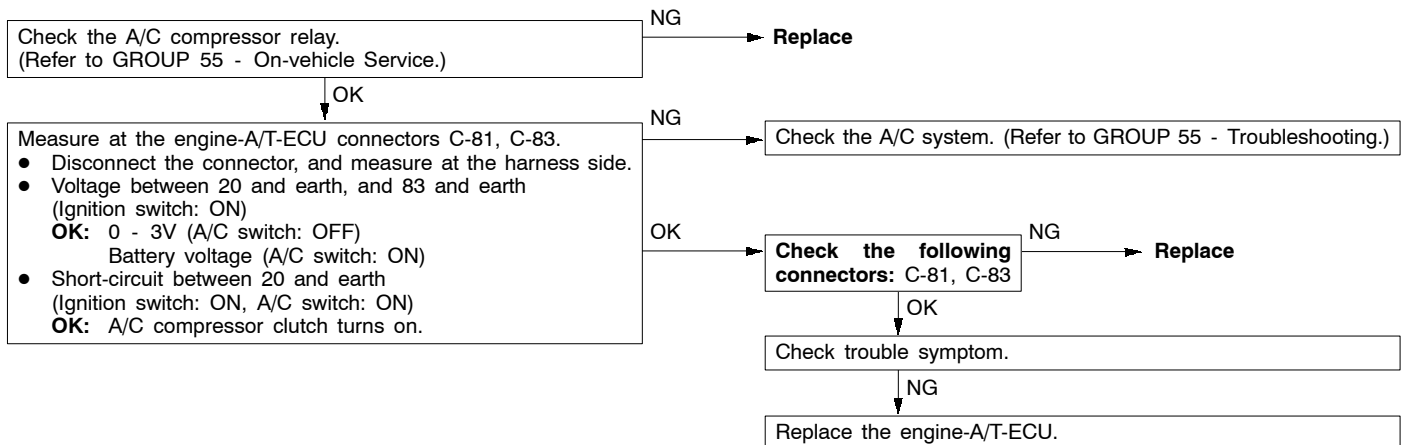 Check the A/C compressor relay.
(Refer to GROUP 55 - On-vehicle Service.)
NG
Replace
OK
Measure at the engine-A/T-ECU connectors C-81, C-83.
● Disconnect the connector, and measure at the harness side.
● Voltage between 20 and earth, and 83 and earth
(Ignition switch: ON)
OK: 0 - 3V (A/C switch: OFF)
Battery voltage (A/C switch: ON)
● Short-circuit between 20 and earth
(Ignition switch: ON, A/C switch: ON)
OK: A/C compressor clutch turns on.
NG
Check the A/C system. (Refer to GROUP 55 - Troubleshooting.)
OK
Check the following
connectors: C-81, C-83
NG
Replace
OK
Check trouble symptom.
NG
Replace the engine-A/T-ECU.